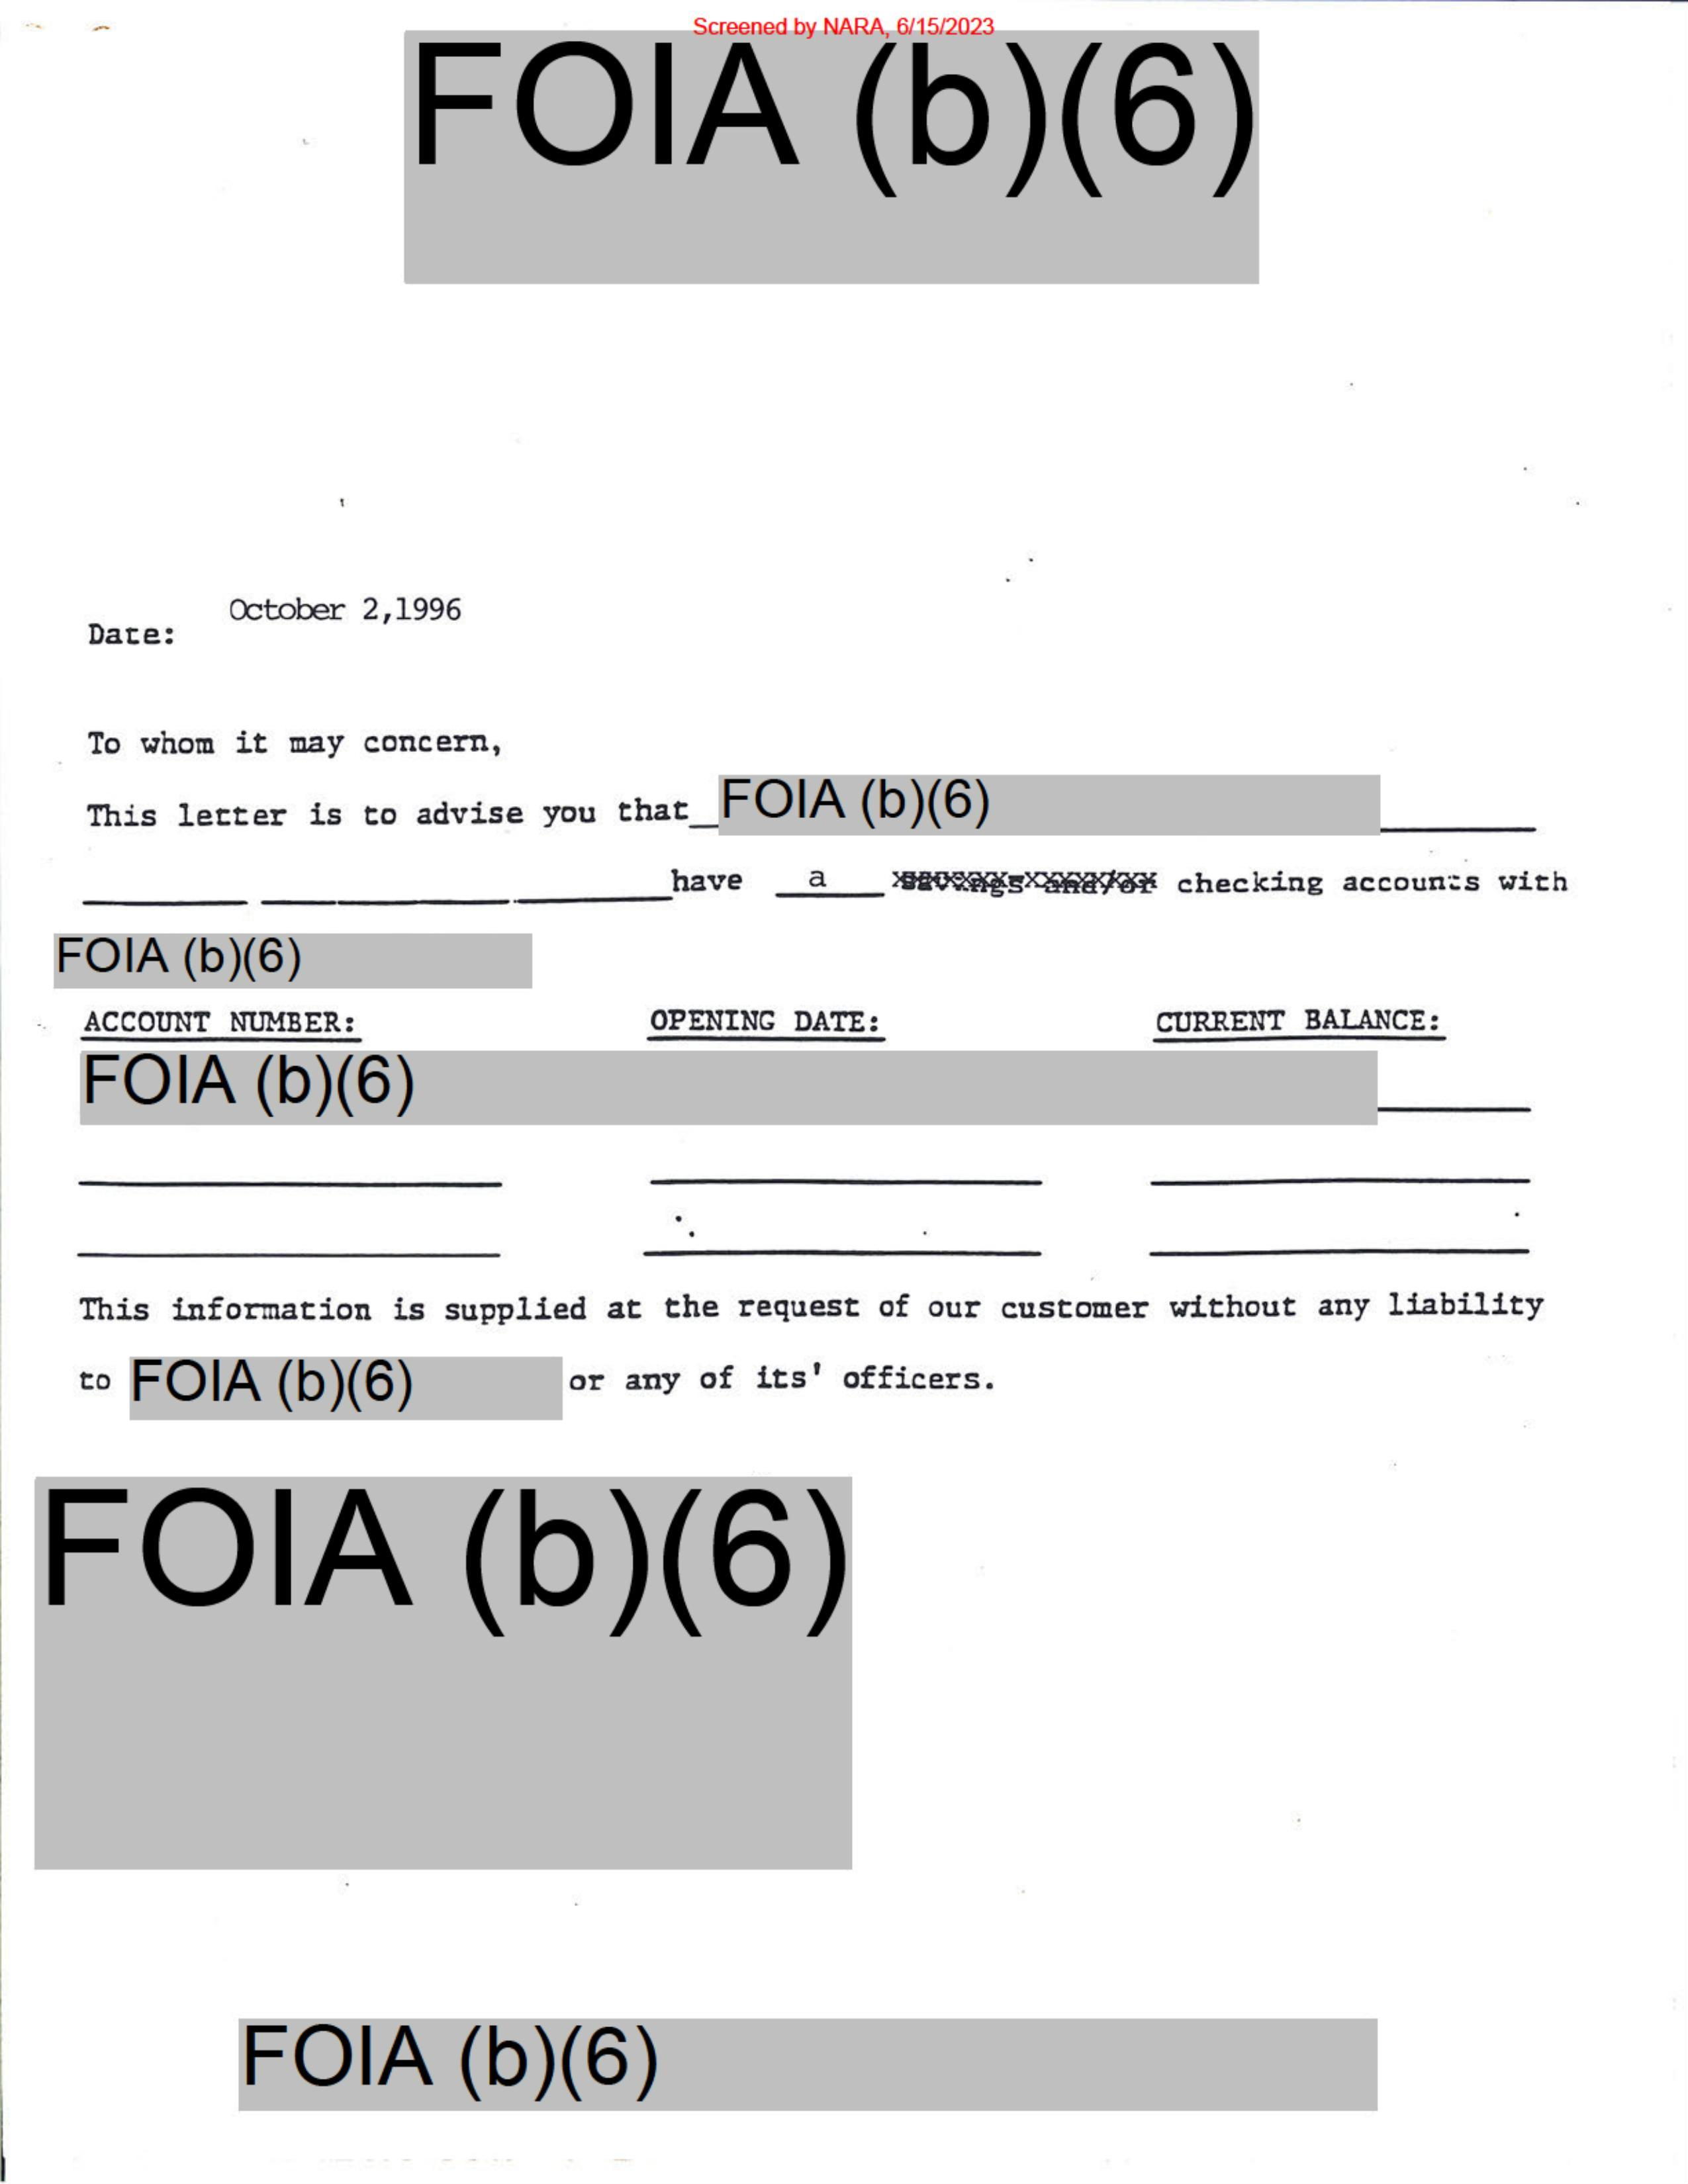 Screened by NARA, 6/15/2023
FOIA (b)(6)
October 2,1996
Date:
To whom it may concern,
This letter is to advise you that FOIA (b)(6)
have a savings and/or checking accounts with
FOIA (b)(6)
ACCOUNT NUMBER: OPENING DATE: CURRENT BALANCE:
FOIA (b)(6)
This information is supplied at the request of our customer without any liability
to FOIA (b)(6) or any of its' officers.
FOIA (b)(6)
FOIA (b)(6)